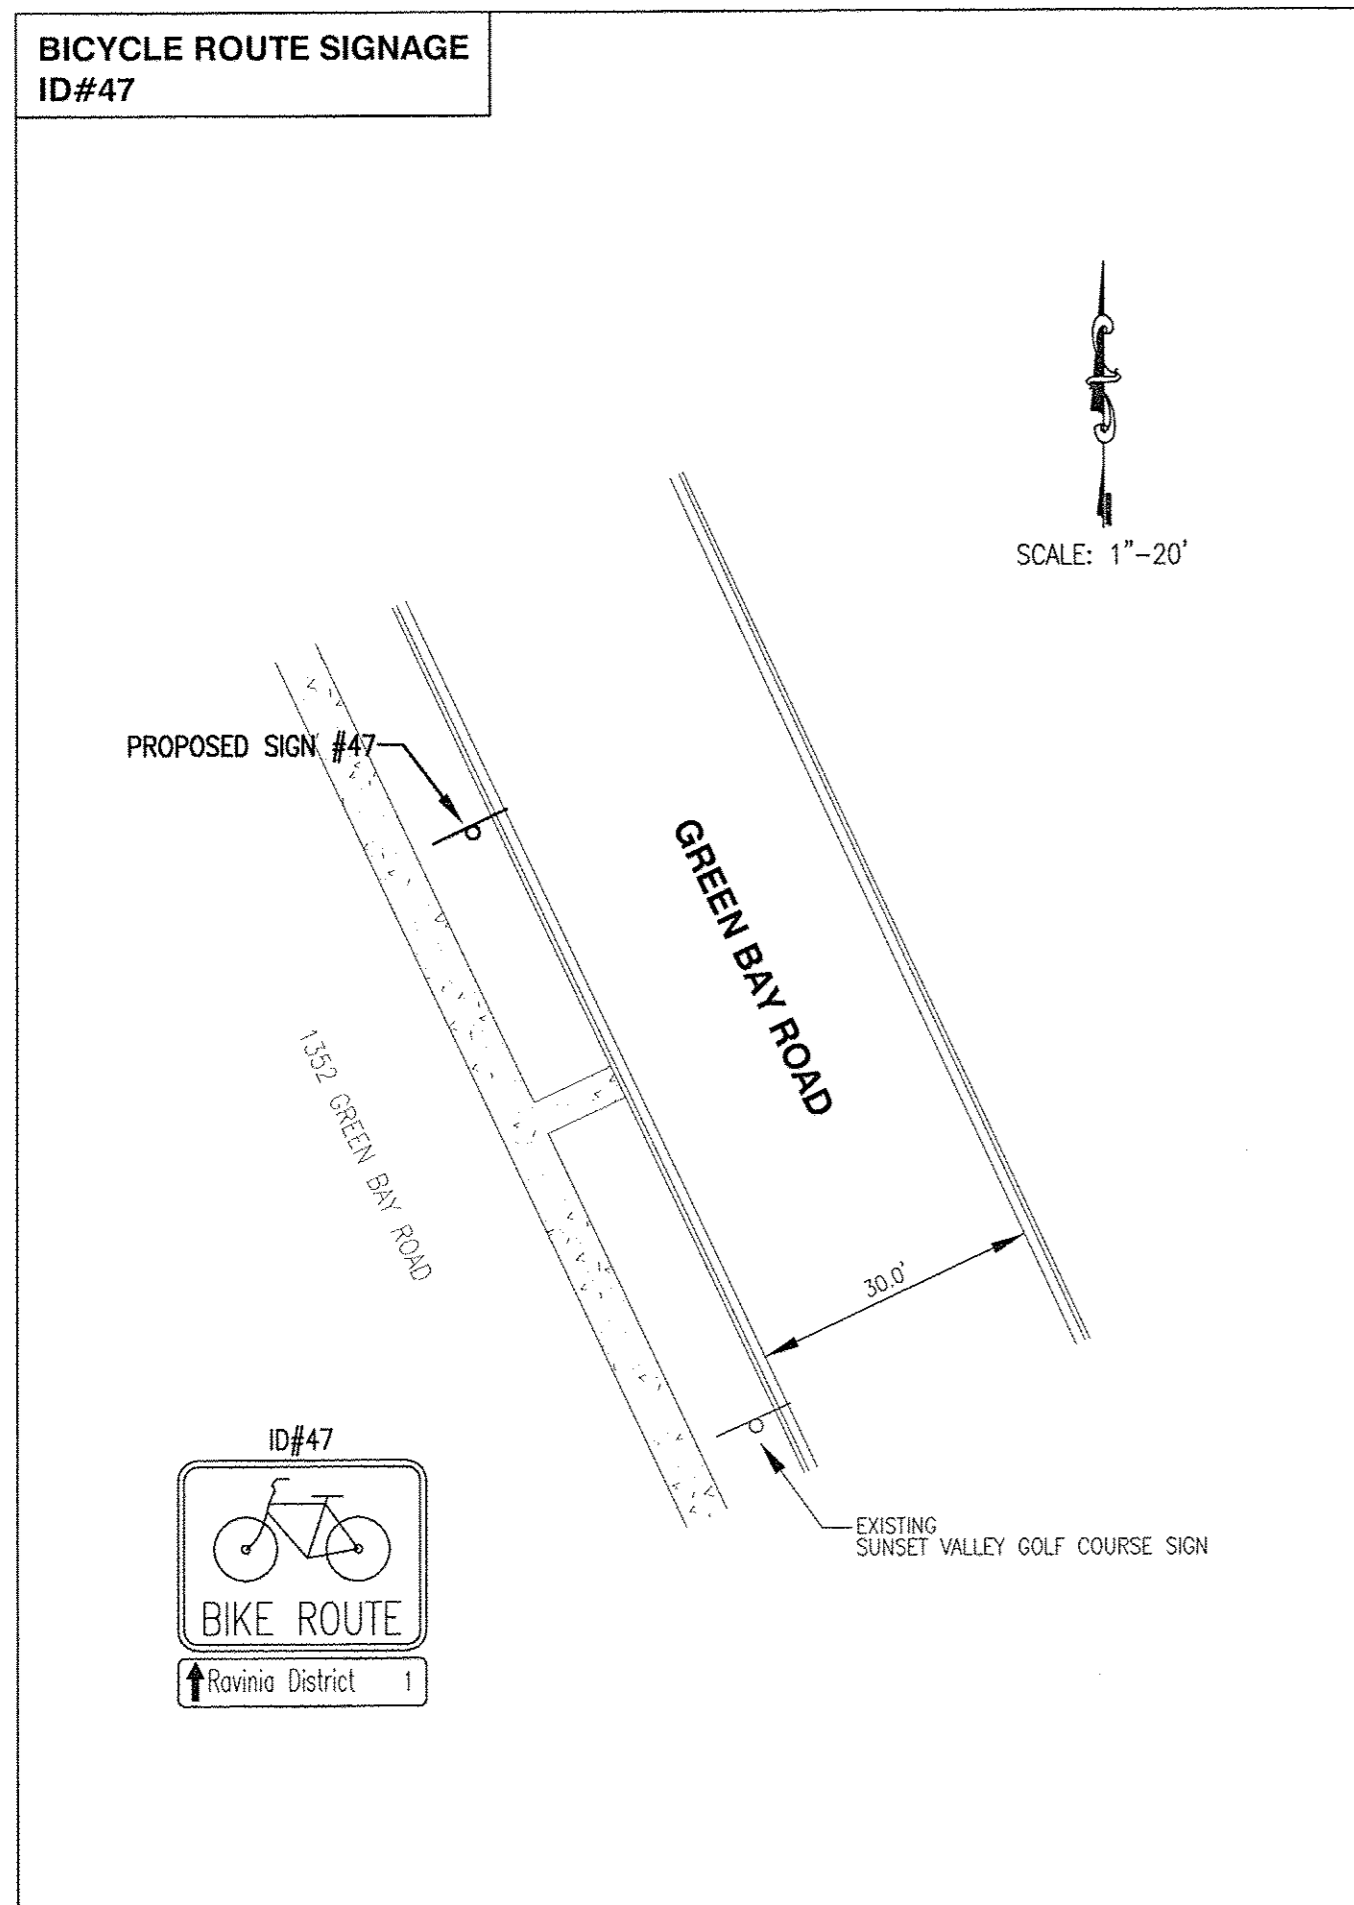 BICYCLE ROUTE SIGNAGE
ID#47
SCALE: 1"-20'
PROPOSED SIGN #47
GREEN BAY ROAD
1352 GREEN BAY ROAD
30.0'
ID#47
BIKE ROUTE
Ravinia District 1
EXISTING
SUNSET VALLEY GOLF COURSE SIGN